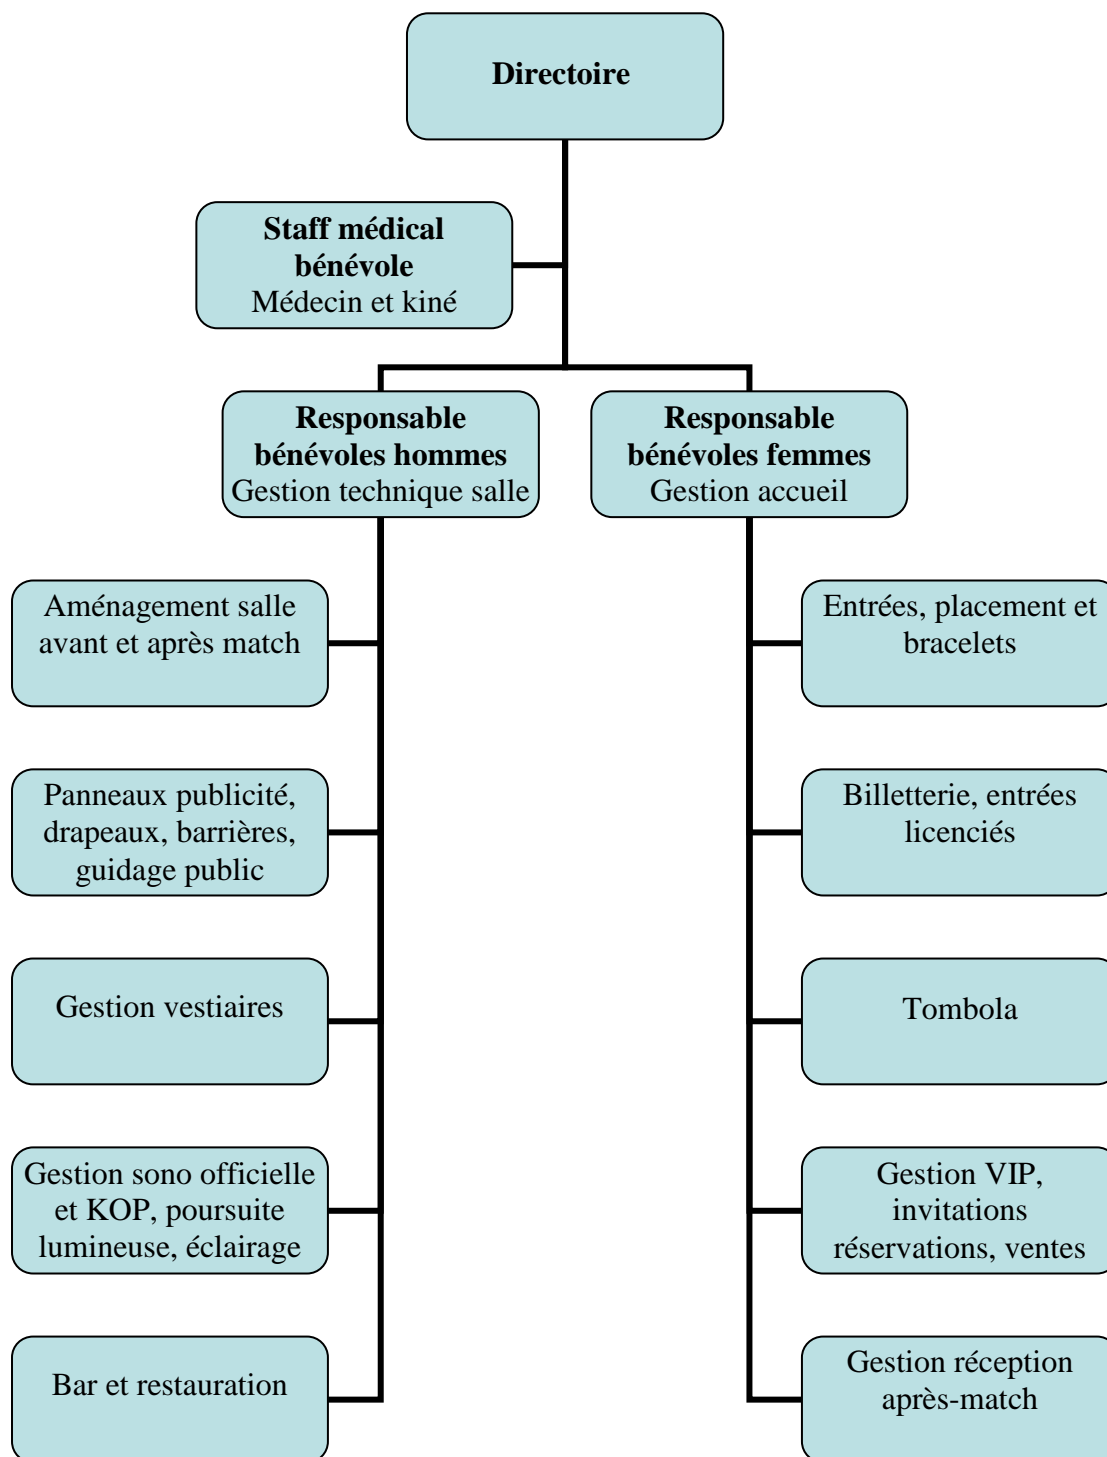 Directoire
Staff médical
bénévole
Médecin et kiné
Responsable
bénévoles hommes
Gestion technique salle
Responsable
bénévoles femmes
Gestion accueil
Aménagement salle
avant et après match
Entrées, placement et
bracelets
Panneaux publicité,
drapeaux, barrières,
guidage public
Billetterie, entrées
licenciés
Gestion vestiaires
Tombola
Gestion sono officielle
et KOP, poursuite
lumineuse, éclairage
Gestion VIP,
invitations
réservations, ventes
Bar et restauration
Gestion réception
après-match